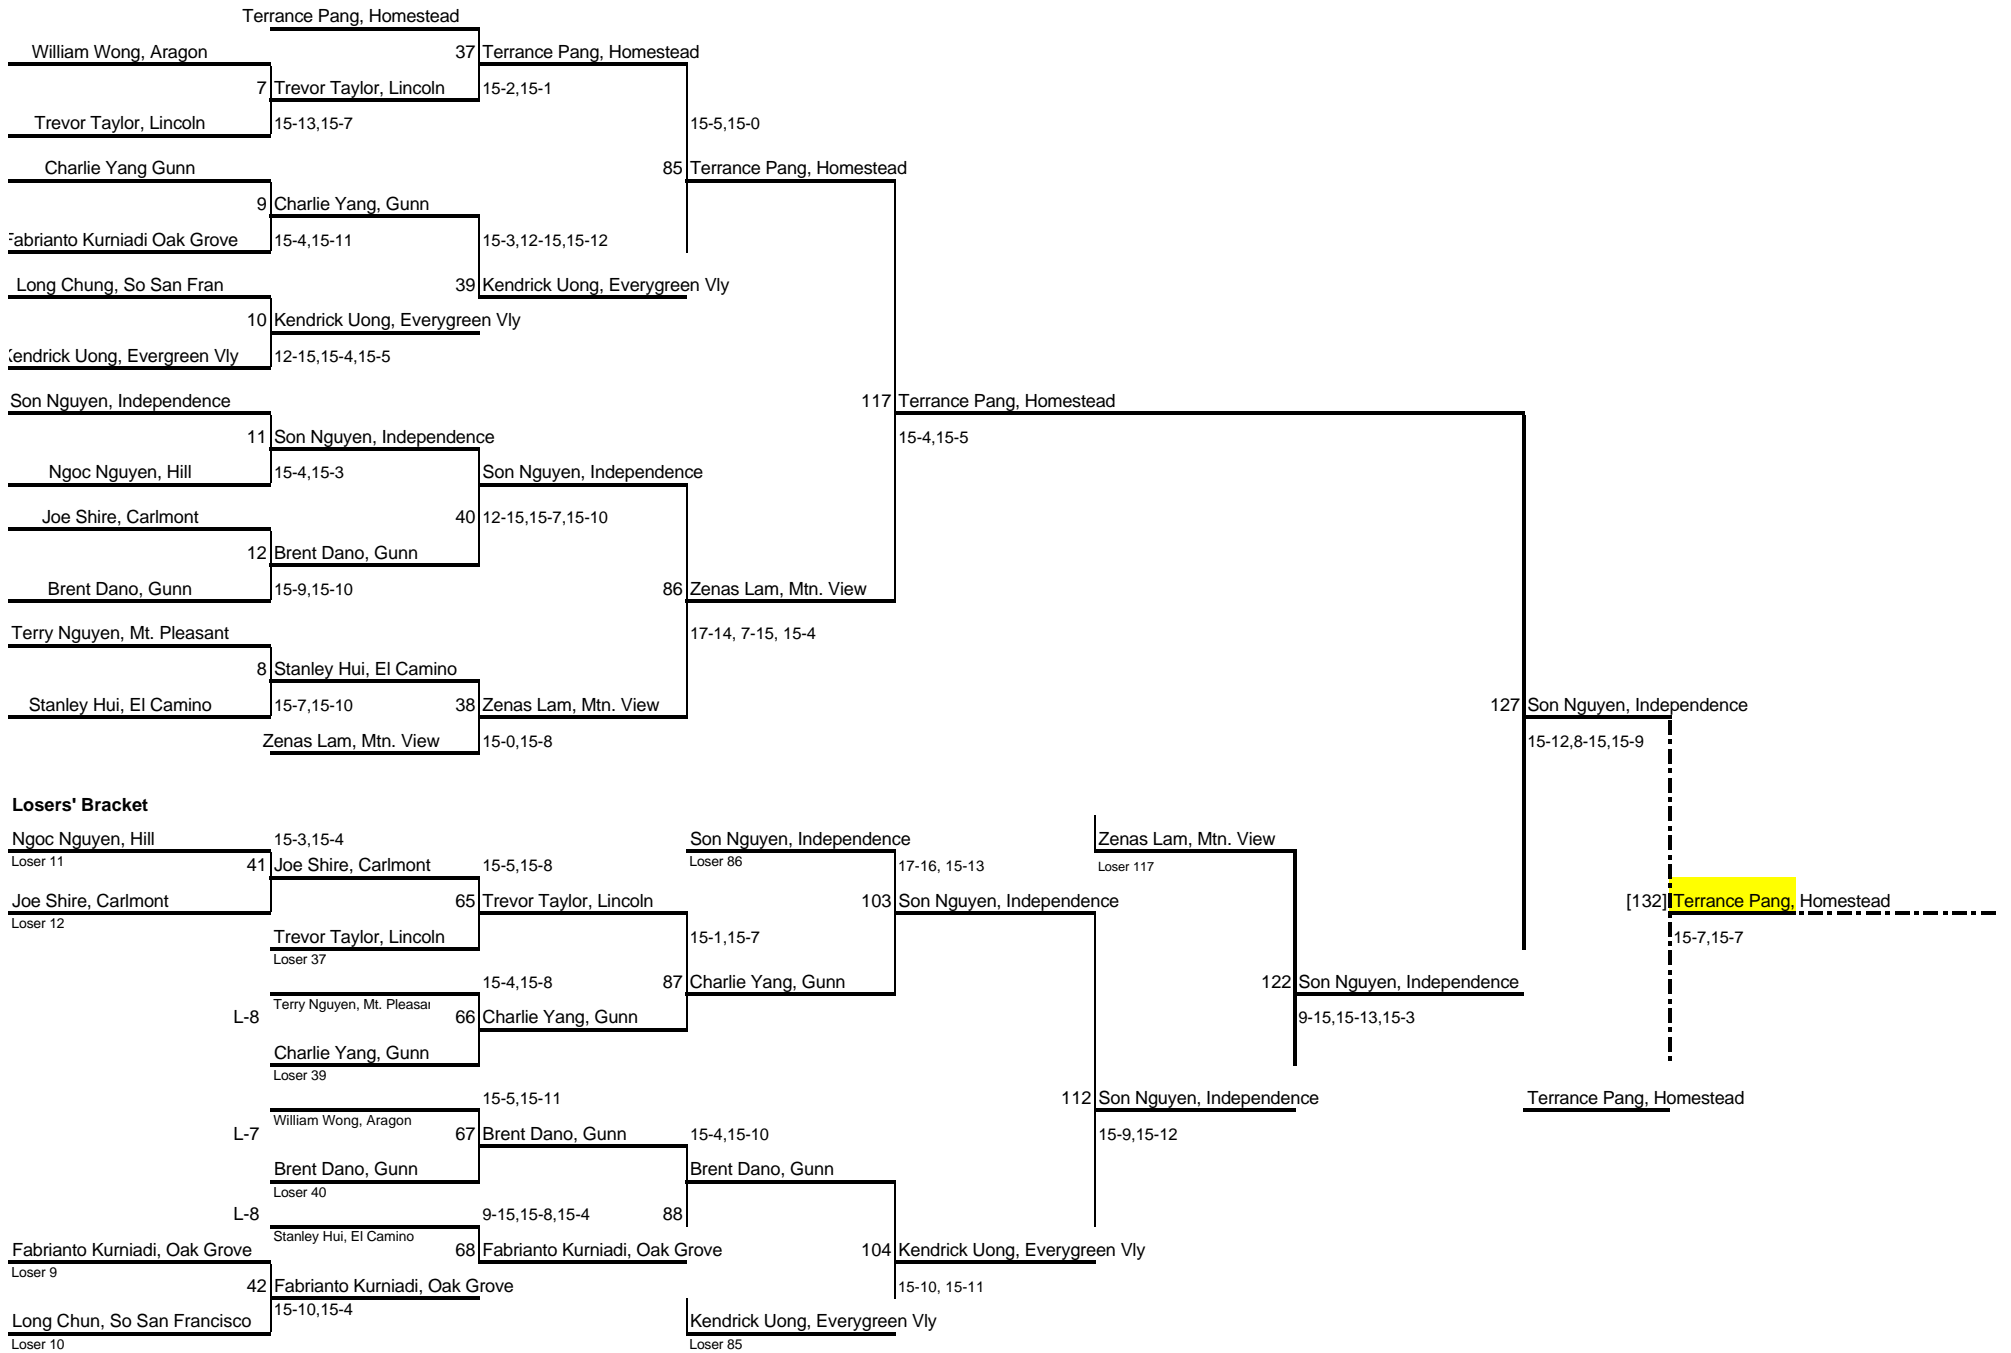 Terrance Pang, Homestead
William Wong, Aragon
37 Terrance Pang, Homestead
7 Trevor Taylor, Lincoln
15-2,15-1
Trevor Taylor, Lincoln
15-13,15-7
15-5,15-0
Charlie Yang Gunn
85 Terrance Pang, Homestead
9 Charlie Yang, Gunn
Fabrianto Kurniadi Oak Grove
15-4,15-11
15-3,12-15,15-12
Long Chung, So San Fran
39 Kendrick Uong, Everygreen Vly
10 Kendrick Uong, Everygreen Vly
Kendrick Uong, Evergreen Vly
12-15,15-4,15-5
Son Nguyen, Independence
117 Terrance Pang, Homestead
11 Son Nguyen, Independence
15-4,15-5
Ngoc Nguyen, Hill
15-4,15-3
Son Nguyen, Independence
Joe Shire, Carlmont
40 12-15,15-7,15-10
12 Brent Dano, Gunn
Brent Dano, Gunn
15-9,15-10
86 Zenas Lam, Mtn. View
Terry Nguyen, Mt. Pleasant
17-14, 7-15, 15-4
8 Stanley Hui, El Camino
Stanley Hui, El Camino
15-7,15-10
38 Zenas Lam, Mtn. View
127 Son Nguyen, Independence
Zenas Lam, Mtn. View
15-0,15-8
15-12,8-15,15-9
Losers' Bracket
Ngoc Nguyen, Hill
15-3,15-4
Son Nguyen, Independence
Zenas Lam, Mtn. View
Loser 11
41 Joe Shire, Carlmont
15-5,15-8
Loser 86
17-16, 15-13
Loser 117
Joe Shire, Carlmont
65 Trevor Taylor, Lincoln
103 Son Nguyen, Independence
[132] Terrance Pang, Homestead
Loser 12
Trevor Taylor, Lincoln
15-1,15-7
15-7,15-7
Loser 37
15-4,15-8
87 Charlie Yang, Gunn
122 Son Nguyen, Independence
Terry Nguyen, Mt. Pleasa
L-8
66 Charlie Yang, Gunn
9-15,15-13,15-3
Charlie Yang, Gunn
Loser 39
15-5,15-11
112 Son Nguyen, Independence
Terrance Pang, Homestead
William Wong, Aragon
L-7
67 Brent Dano, Gunn
15-4,15-10
15-9,15-12
Brent Dano, Gunn
Brent Dano, Gunn
Loser 40
L-8
9-15,15-8,15-4
88
Stanley Hui, El Camino
Fabrianto Kurniadi, Oak Grove
68 Fabrianto Kurniadi, Oak Grove
104 Kendrick Uong, Everygreen Vly
Loser 9
42 Fabrianto Kurniadi, Oak Grove
15-10, 15-11
15-10,15-4
Long Chun, So San Francisco
Kendrick Uong, Everygreen Vly
Loser 10
Loser 85